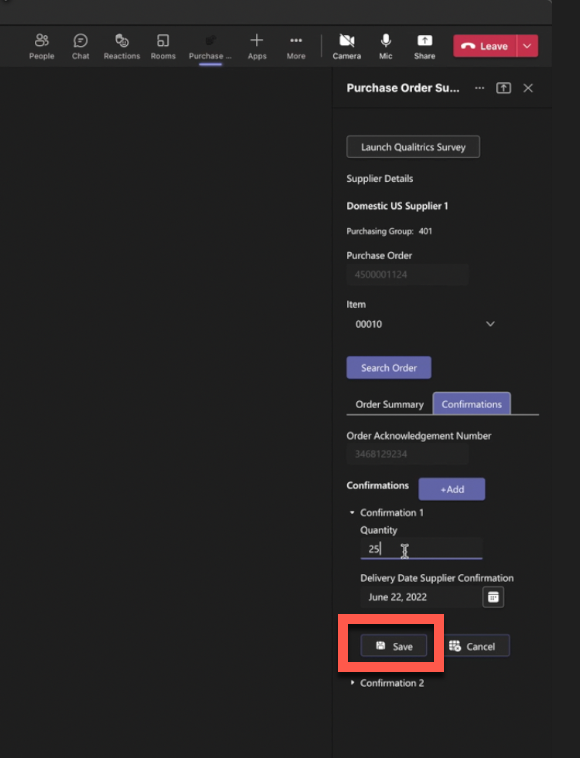 People Chat Reactions Rooms Purchase ... Apps More Camera Mic Share Leave
Purchase Order Su...
Launch Qualitrics Survey
Supplier Details
Domestic US Supplier 1
Purchasing Group: 401
Purchase Order
4500001124
Item
00010
Search Order
Order Summary Confirmations
Order Acknowledgement Number
3468129234
Confirmations +Add
Confirmation 1
Quantity
25
Delivery Date Supplier Confirmation
June 22, 2022
Save Cancel
Confirmation 2